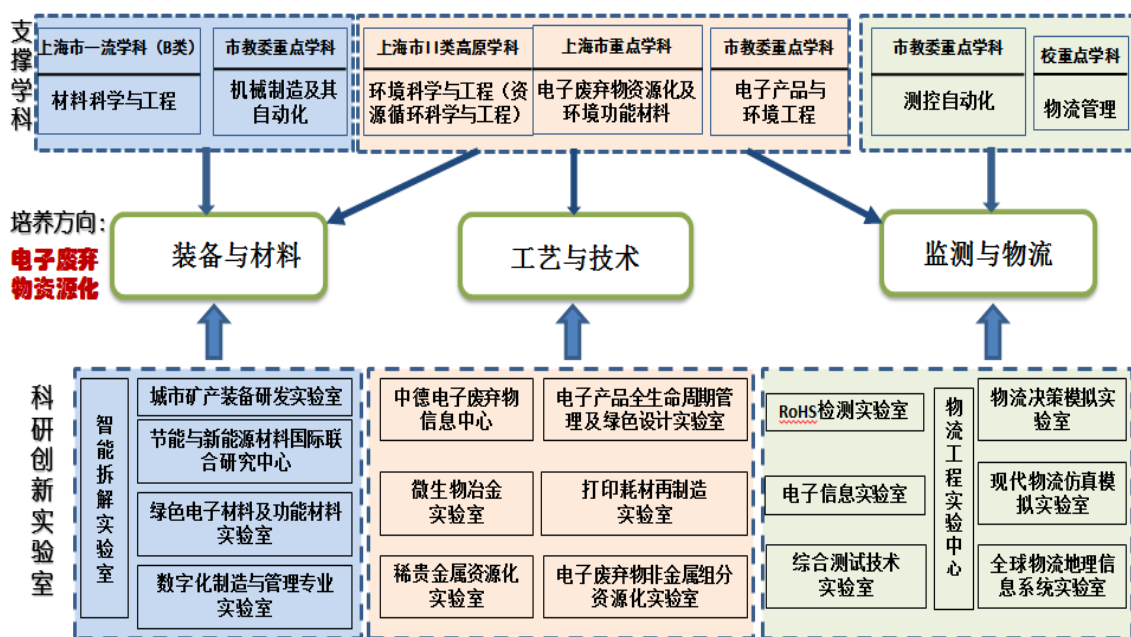 支撑学科
上海市一流学科（B类）
材料科学与工程
市教委重点学科
机械制造及其
自动化
上海市II类高原学科
环境科学与工程（资
源循环科学与工程）
上海市重点学科
电子废弃物资源化及
环境功能材料
市教委重点学科
电子产品与
环境工程
市教委重点学科
测控自动化
校重点学科
物流管理
培养方向：
电子废弃
物资源化
装备与材料
工艺与技术
监测与物流
科研创新实验室
智能拆解实验室
城市矿产装备研发实验室
节能与新能源材料国际联
合研究中心
绿色电子材料及功能材料
实验室
数字化制造与管理专业
实验室
中德电子废弃物
信息中心
电子产品全生命周期管
理及绿色设计实验室
微生物冶金
实验室
打印耗材再制造
实验室
稀贵金属资源化
实验室
电子废弃物非金属组分
资源化实验室
RoHS检测实验室
电子信息实验室
综合测试技术
实验室
物流工程实验中心
物流决策模拟实
验室
现代物流仿真模
拟实验室
全球物流地理信
息系统实验室